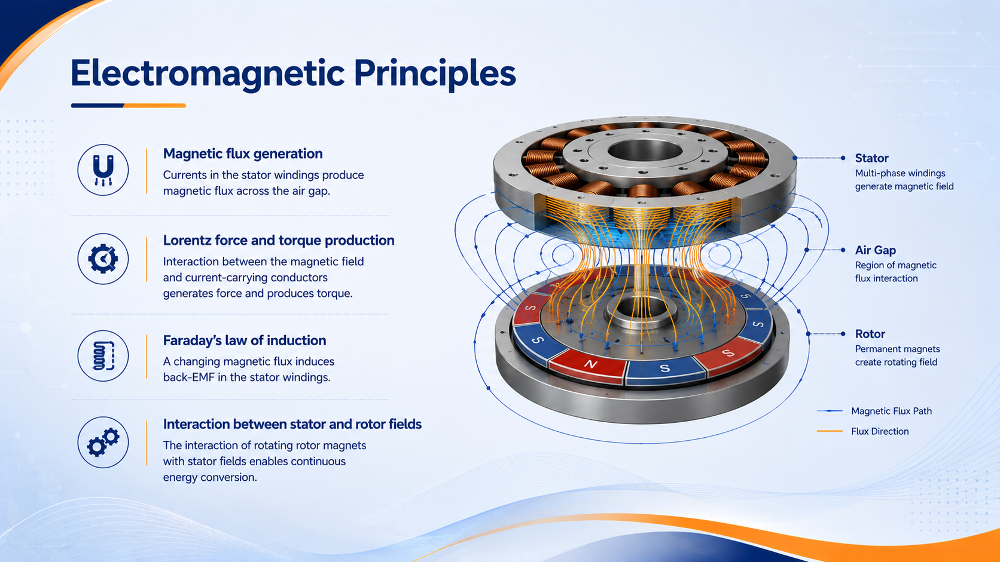 Electromagnetic Principles
Magnetic flux generation
Currents in the stator windings produce
magnetic flux across the air gap.
Lorentz force and torque production
Interaction between the magnetic field
and current-carrying conductors
generates force and produces torque.
Faraday's law of induction
A changing magnetic flux induces
back-EMF in the stator windings.
Interaction between stator and rotor fields
The interaction of rotating rotor magnets
with stator fields enables continuous
energy conversion.
Stator
Multi-phase windings
generate magnetic field
Air Gap
Region of magnetic
flux interaction
Rotor
Permanent magnets
create rotating field
Magnetic Flux Path
Flux Direction
S
S
S
S
S
N
S